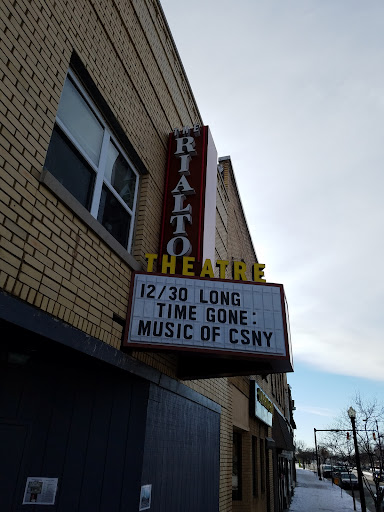 THE
RIALTO
THEATRE
12/30 LONG
TIME GONE:
MUSIC OF CSNY